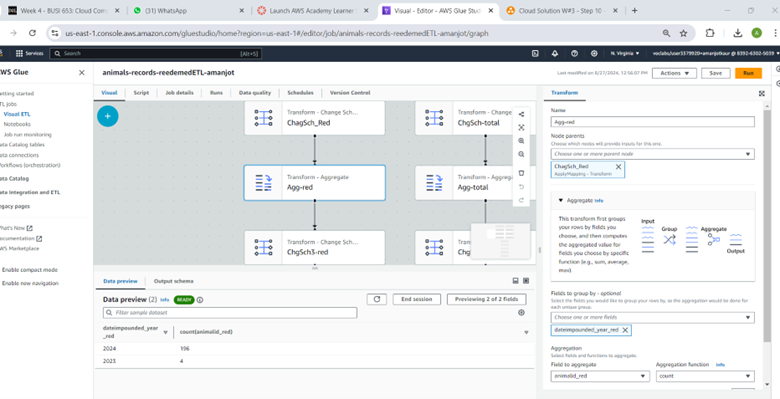 Week 4 - BUSI 653: Cloud Com
(31) WhatsApp
Launch AWS Academy Learner
Visual - Editor - AWS Glue Stud
Cloud Solution W#3 - Step 10 -
us-east-1.console.aws.amazon.com/gluestudio/home?region=us-east-1#/editor/job/animals-records-reedemedETL-amanjot/graph
Services
Search
[Alt+S]
N. Virginia
AWS Glue
animals-records-reedemedETL-amanjot
Last modified on 8/27/2024, 12:56:07 PM
Actions
Save
Run
Getting started
ETL jobs
Visual ETL
Notebooks
Job run monitoring
Data Catalog tables
Data connections
Workflows (orchestration)
Data Catalog
Data Integration and ETL
Legacy pages
What's New
Documentation
AWS Marketplace
Enable compact mode
Enable new navigation
Visual
Script
Job details
Runs
Data quality
Schedules
Version Control
Transform - Change Sch...
ChagSch_Red
Transform - Change Sch
ChgSch-total
Transform - Aggregate
Agg-red
Transform - Aggrega
Agg-total
Transform - Change Sch...
ChgSch3-red
Transform
Chg
Data preview
Output schema
Data preview (2)
Info
READY
End session
Previewing 2 of 2 fields
Filter sample dataset
dateimpounded_year
_red
count(animalid_red)
2024
196
2023
4
Transform
Name
Agg-red
Node parents
Choose which nodes will provide inputs for this one.
Choose one or more parent node
ChagSch_Red
ApplyMapping - Transform
Aggregate Info
This transform first groups
your rows by fields you
choose, and then computes
the aggregated value for
fields you choose by specific
function (e.g., sum, average,
max).
Input
Group
Aggregate
Output
Fields to group by - optional
Select the fields you would like to group your rows by, so the aggregation would be done for
each unique group.
Choose one or more fields
dateimpounded_year_red
Aggregation
Select fields and functions to aggregate.
Field to aggregate
Aggregation function
Info
animalid_red
count